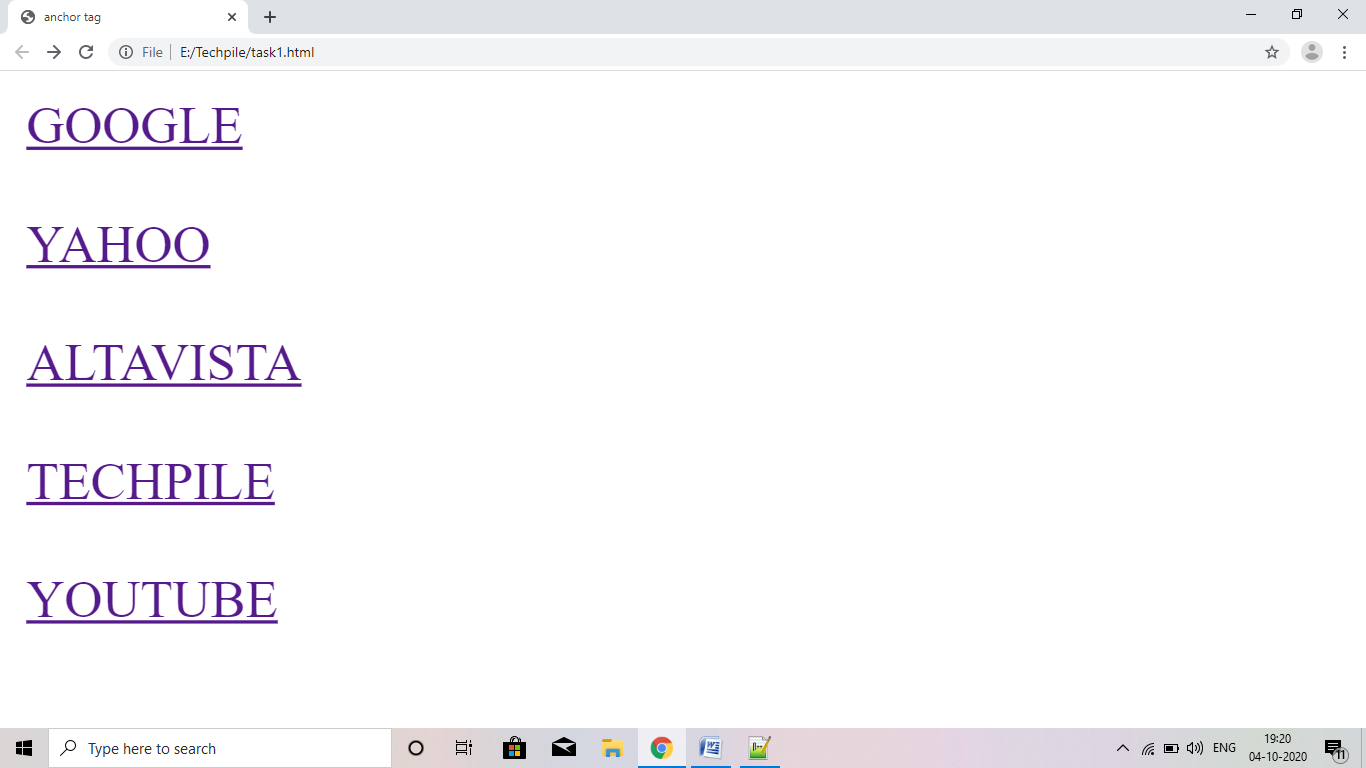 anchor tag
File
E:/Techpile/task1.html
GOOGLE
YAHOO
ALTAVISTA
TECHPILE
YOUTUBE
Type here to search
ENG
19:20
04-10-2020
11